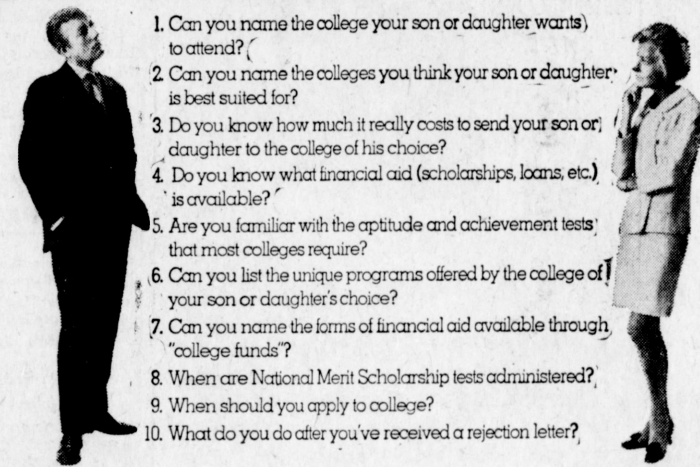 1. Can you name the college your son or daughter wants
to attend?
2. Can you name the colleges you think your son or daughter
is best suited for?
3. Do you know how much it really costs to send your son or
daughter to the college of his choice?
4. Do you know what financial aid (scholarships, loans, etc.)
is available?
5. Are you familiar with the aptitude and achievement tests
that most colleges require?
6. Can you list the unique programs offered by the college of
your son or daughter's choice?
7. Can you name the forms of financial aid available through
"college funds"?
8. When are National Merit Scholarship tests administered?
9. When should you apply to college?
10. What do you do after you've received a rejection letter?